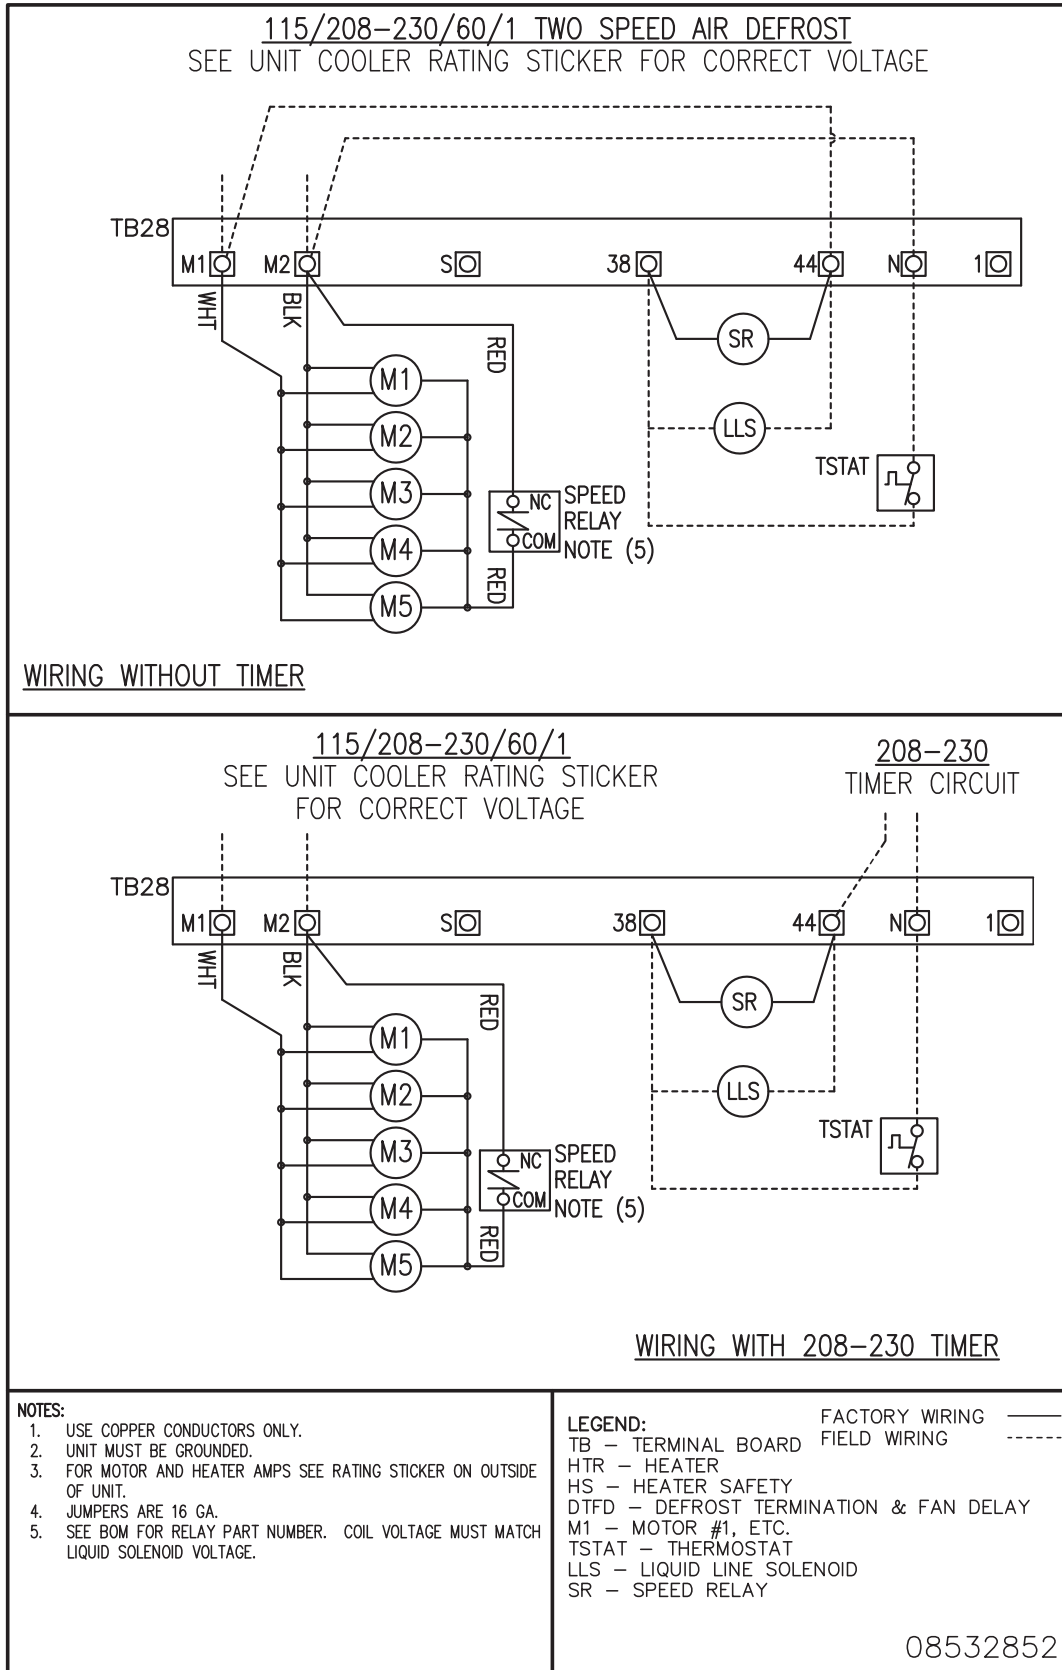 115/208-230/60/1 TWO SPEED AIR DEFROST
SEE UNIT COOLER RATING STICKER FOR CORRECT VOLTAGE
TB28
M1
M2
S
38
44
N
1
WHT
BLK
RED
SR
M1
M2
M3
M4
M5
LLS
TSTAT
NC
COM
SPEED
RELAY
NOTE (5)
RED
WIRING WITHOUT TIMER
115/208-230/60/1
SEE UNIT COOLER RATING STICKER
FOR CORRECT VOLTAGE
208-230
TIMER CIRCUIT
TB28
M1
M2
S
38
44
N
1
WHT
BLK
RED
SR
M1
M2
M3
M4
M5
LLS
TSTAT
NC
COM
SPEED
RELAY
NOTE (5)
RED
WIRING WITH 208-230 TIMER
NOTES:
1. USE COPPER CONDUCTORS ONLY.
2. UNIT MUST BE GROUNDED.
3. FOR MOTOR AND HEATER AMPS SEE RATING STICKER ON OUTSIDE
OF UNIT.
4. JUMPERS ARE 16 GA.
5. SEE BOM FOR RELAY PART NUMBER. COIL VOLTAGE MUST MATCH
LIQUID SOLENOID VOLTAGE.
LEGEND:
FACTORY WIRING
FIELD WIRING
TB - TERMINAL BOARD
HTR - HEATER
HS - HEATER SAFETY
DTFD - DEFROST TERMINATION & FAN DELAY
M1 - MOTOR #1, ETC.
TSTAT - THERMOSTAT
LLS - LIQUID LINE SOLENOID
SR - SPEED RELAY
08532852